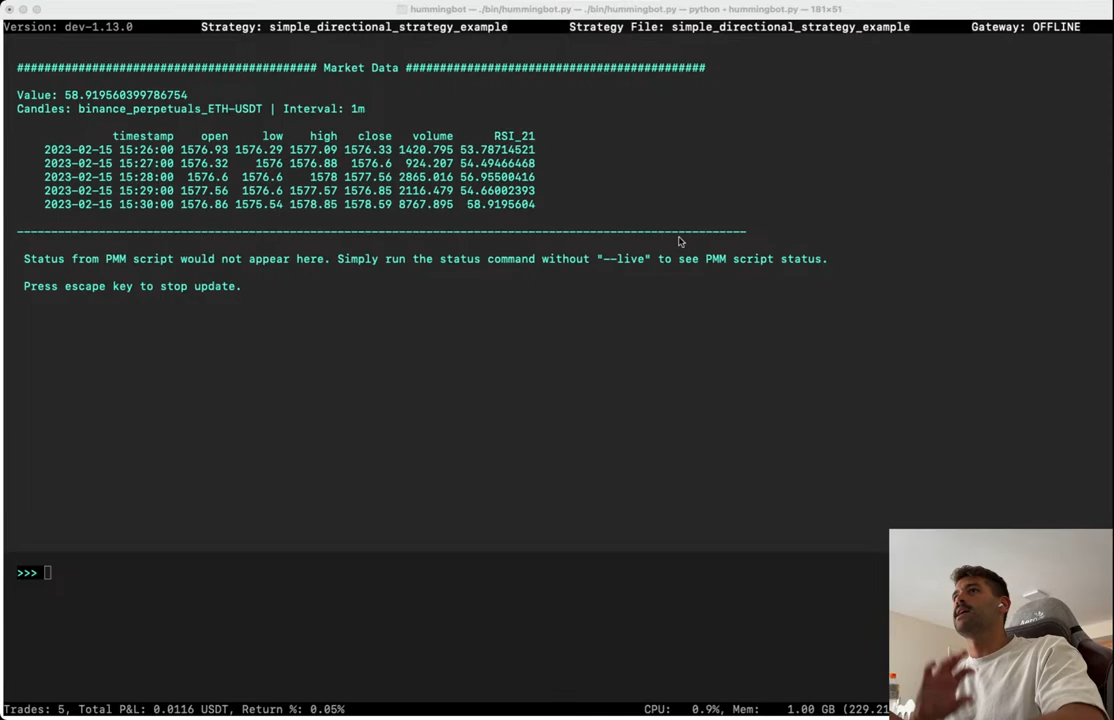 hummingbot — ./bin/hummingbot.py — ./bin/hummingbot.py — python - hummingbot.py — 181×51
Version: dev-1.13.0 Strategy: simple_directional_strategy_example Strategy File: simple_directional_strategy_example Gateway: OFFLINE
############################################ Market Data ############################################
Value: 58.919560399786754
Candles: binance_perpetuals_ETH-USDT | Interval: 1m
timestamp open low high close volume RSI_21
2023-02-15 15:26:00 1576.93 1576.29 1577.09 1576.33 1420.795 53.78714521
2023-02-15 15:27:00 1576.32 1576 1576.88 1576.6 924.207 54.49466468
2023-02-15 15:28:00 1576.6 1576.6 1578 1577.56 2865.016 56.95500416
2023-02-15 15:29:00 1577.56 1576.6 1577.57 1576.85 2116.479 54.66002393
2023-02-15 15:30:00 1576.86 1575.54 1578.85 1578.59 8767.895 58.9195604
Status from PMM script would not appear here. Simply run the status command without "--live" to see PMM script status.
Press escape key to stop update.
>>>
Trades: 5, Total P&L: 0.0116 USDT, Return %: 0.05% CPU: 0.9%, Mem: 1.00 GB (229.21